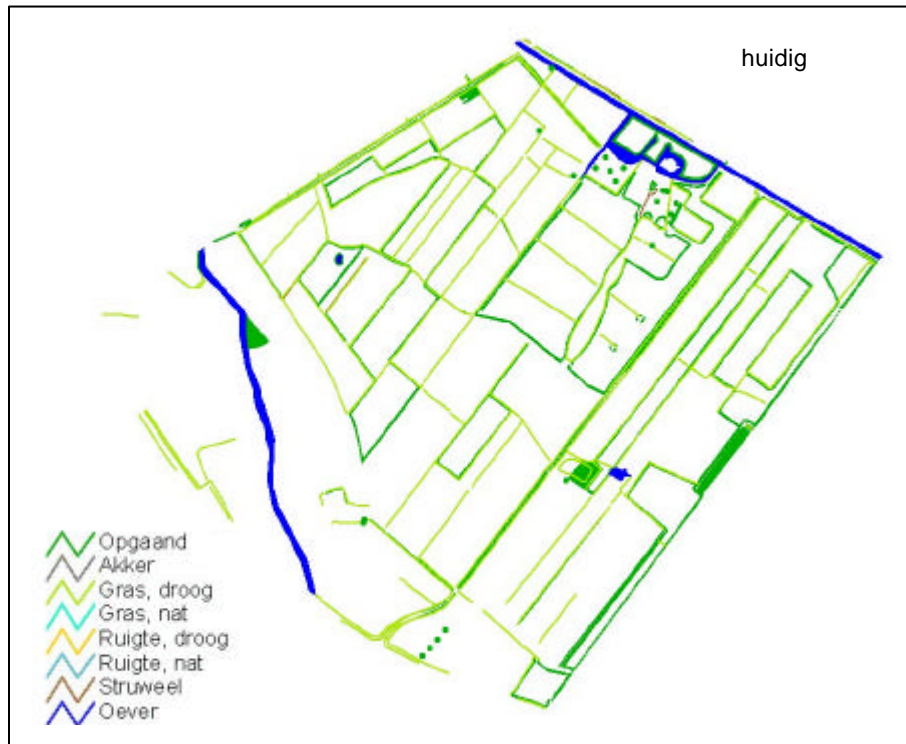 huidig
Opgaand
Akker
Gras, droog
Gras, nat
Ruigte, droog
Ruigte, nat
Struweel
Oever